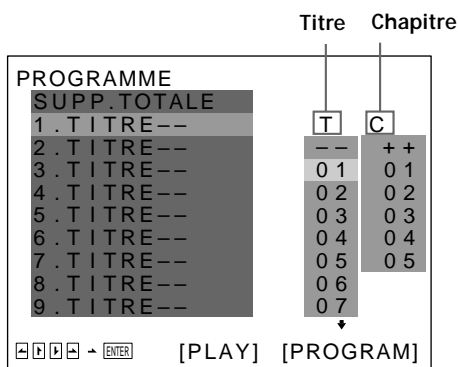 Titre Chapitre
PROGRAMME
SUPP.TOTALE
1.TITRE–– T C
2.TITRE–– –– ++
3.TITRE–– 01 01
4.TITRE–– 02 02
5.TITRE–– 03 03
6.TITRE–– 04 04
7.TITRE–– 05 05
8.TITRE–– 06
9.TITRE–– 07
ENTER [PLAY] [PROGRAM]